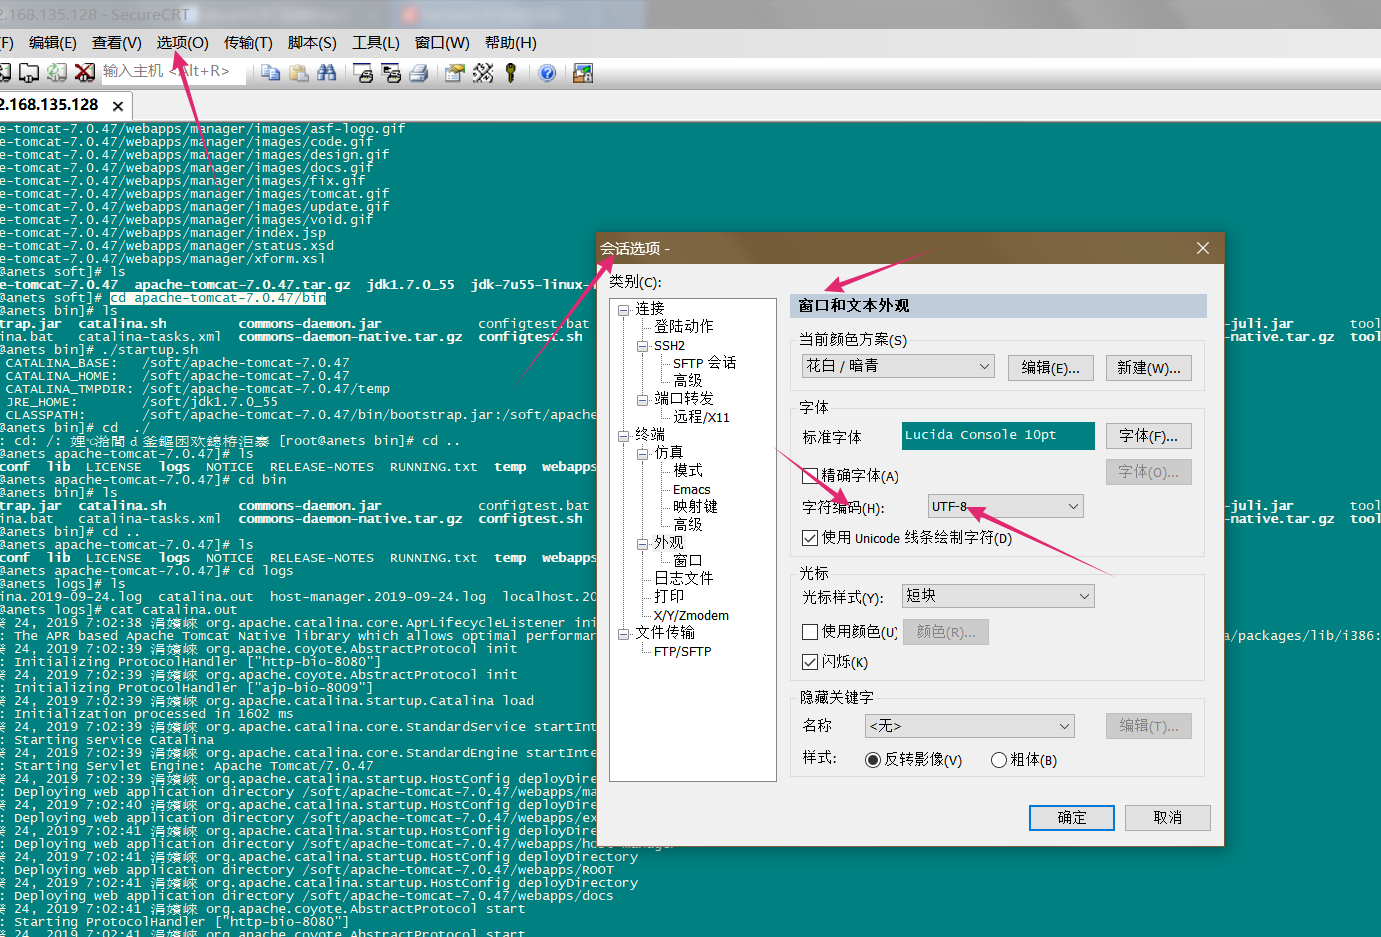 2.168.135.128 - SecureCRT
(F) 编辑(E) 查看(V) 选项(O) 传输(T) 脚本(S) 工具(L) 窗口(W) 帮助(H)
输入主机 <Alt+R>
2.168.135.128
e-tomcat-7.0.47/webapps/manager/images/asf-logo.gif
e-tomcat-7.0.47/webapps/manager/images/code.gif
e-tomcat-7.0.47/webapps/manager/images/design.gif
e-tomcat-7.0.47/webapps/manager/images/docs.gif
e-tomcat-7.0.47/webapps/manager/images/fix.gif
e-tomcat-7.0.47/webapps/manager/images/tomcat.gif
e-tomcat-7.0.47/webapps/manager/images/update.gif
e-tomcat-7.0.47/webapps/manager/images/void.gif
e-tomcat-7.0.47/webapps/manager/index.jsp
e-tomcat-7.0.47/webapps/manager/status.xsd
e-tomcat-7.0.47/webapps/manager/xform.xsl
@anets soft]# ls
e-tomcat-7.0.47 apache-tomcat-7.0.47.tar.gz jdk1.7.0_55 jdk-7u55-linux-
@anets soft]# cd apache-tomcat-7.0.47/bin
@anets bin]# ls
trap.jar catalina.sh commons-daemon.jar configtest.bat -juli.jar tool
ina.bat catalina-tasks.xml commons-daemon-native.tar.gz configtest.sh -native.tar.gz tool
@anets bin]# ./startup.sh
CATALINA_BASE: /soft/apache-tomcat-7.0.47
CATALINA_HOME: /soft/apache-tomcat-7.0.47
CATALINA_TMPDIR: /soft/apache-tomcat-7.0.47/temp
JRE_HOME: /soft/jdk1.7.0_55
CLASSPATH: /soft/apache-tomcat-7.0.47/bin/bootstrap.jar:/soft/apache
@anets bin]# cd ./
: cd: /: [root@anets bin]# cd ..
@anets apache-tomcat-7.0.47]# ls
conf lib LICENSE logs NOTICE RELEASE-NOTES RUNNING.txt temp webapps
@anets apache-tomcat-7.0.47]# cd bin
@anets bin]# ls
trap.jar catalina.sh commons-daemon.jar configtest.bat -juli.jar tool
ina.bat catalina-tasks.xml commons-daemon-native.tar.gz configtest.sh -native.tar.gz tool
@anets bin]# cd ..
@anets apache-tomcat-7.0.47]# ls
conf lib LICENSE logs NOTICE RELEASE-NOTES RUNNING.txt temp webapps
@anets apache-tomcat-7.0.47]# cd logs
@anets logs]# ls
ina.2019-09-24.log catalina.out host-manager.2019-09-24.log localhost.20
@anets logs]# cat catalina.out
24, 2019 7:02:38 org.apache.catalina.core.AprLifecycleListener ini
: The APR based Apache Tomcat Native library which allows optimal performan a/packages/lib/i386:
24, 2019 7:02:39 org.apache.coyote.AbstractProtocol init
: Initializing ProtocolHandler ["http-bio-8080"]
24, 2019 7:02:39 org.apache.coyote.AbstractProtocol init
: Initializing ProtocolHandler ["ajp-bio-8009"]
24, 2019 7:02:39 org.apache.catalina.startup.Catalina load
: Initialization processed in 1602 ms
24, 2019 7:02:39 org.apache.catalina.core.StandardService startInt
: Starting service Catalina
24, 2019 7:02:39 org.apache.catalina.core.StandardEngine startInte
: Starting Servlet Engine: Apache Tomcat/7.0.47
24, 2019 7:02:39 org.apache.catalina.startup.HostConfig deployDire
: Deploying web application directory /soft/apache-tomcat-7.0.47/webapps/ma
24, 2019 7:02:40 org.apache.catalina.startup.HostConfig deployDire
: Deploying web application directory /soft/apache-tomcat-7.0.47/webapps/ex
24, 2019 7:02:41 org.apache.catalina.startup.HostConfig deployDire
: Deploying web application directory /soft/apache-tomcat-7.0.47/webapps/host-manager
24, 2019 7:02:41 org.apache.catalina.startup.HostConfig deployDirectory
: Deploying web application directory /soft/apache-tomcat-7.0.47/webapps/ROOT
24, 2019 7:02:41 org.apache.catalina.startup.HostConfig deployDirectory
: Deploying web application directory /soft/apache-tomcat-7.0.47/webapps/docs
24, 2019 7:02:41 org.apache.coyote.AbstractProtocol start
: Starting ProtocolHandler ["http-bio-8080"]
24, 2019 7:02:41 org.apache.coyote.AbstractProtocol start
会话选项 -
类别(C):
连接
登陆动作
SSH2
SFTP 会话
高级
端口转发
远程/X11
终端
仿真
模式
Emacs
映射键
高级
外观
窗口
日志文件
打印
X/Y/Zmodem
文件传输
FTP/SFTP
窗口和文本外观
当前颜色方案(S)
花白 / 暗青 编辑(E)... 新建(W)...
字体
标准字体 Lucida Console 10pt 字体(F)...
精确字体(A) 字体(O)...
字符编码(H): UTF-8
使用 Unicode 线条绘制字符(D)
光标
光标样式(Y): 短块
使用颜色(U) 颜色(R)...
闪烁(K)
隐藏关键字
名称 <无> 编辑(T)...
样式: 反转影像(V) 粗体(B)
确定 取消